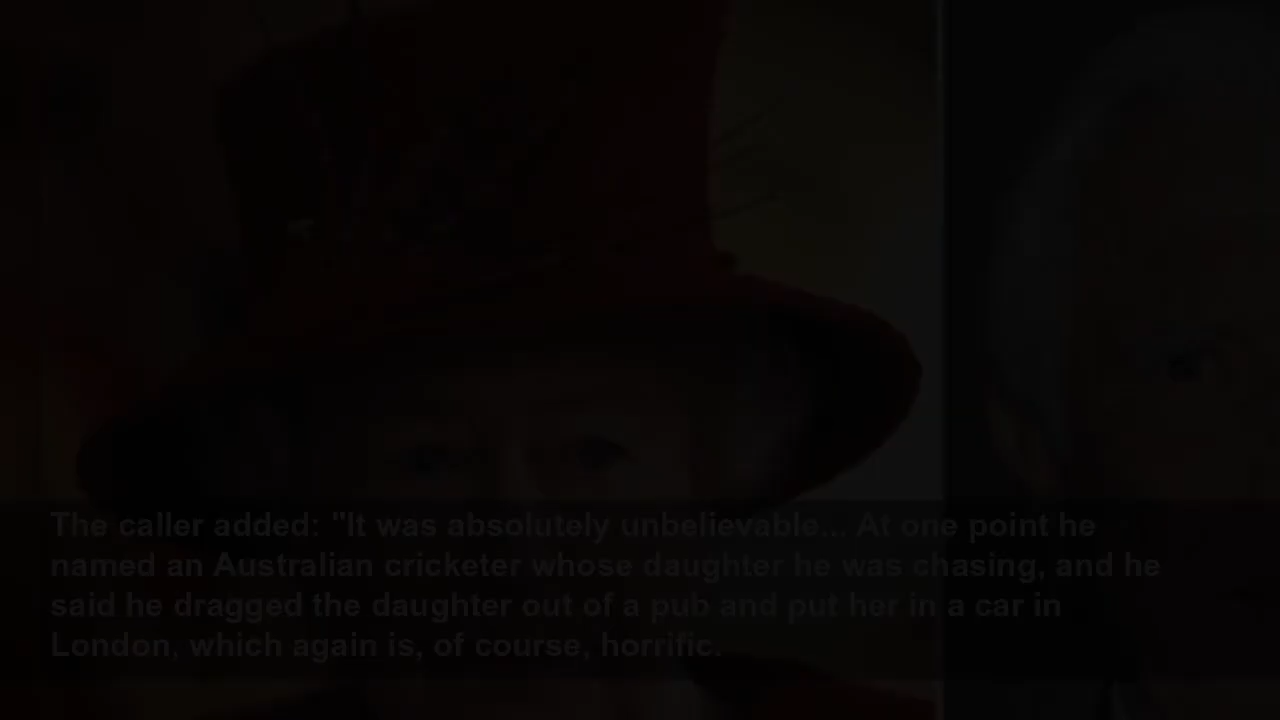 The caller added: "It was absolutely unbelievable... At one point he
named an Australian cricketer whose daughter he was chasing, and he
said he dragged the daughter out of a pub and put her in a car in
London, which again is, of course, horrific.